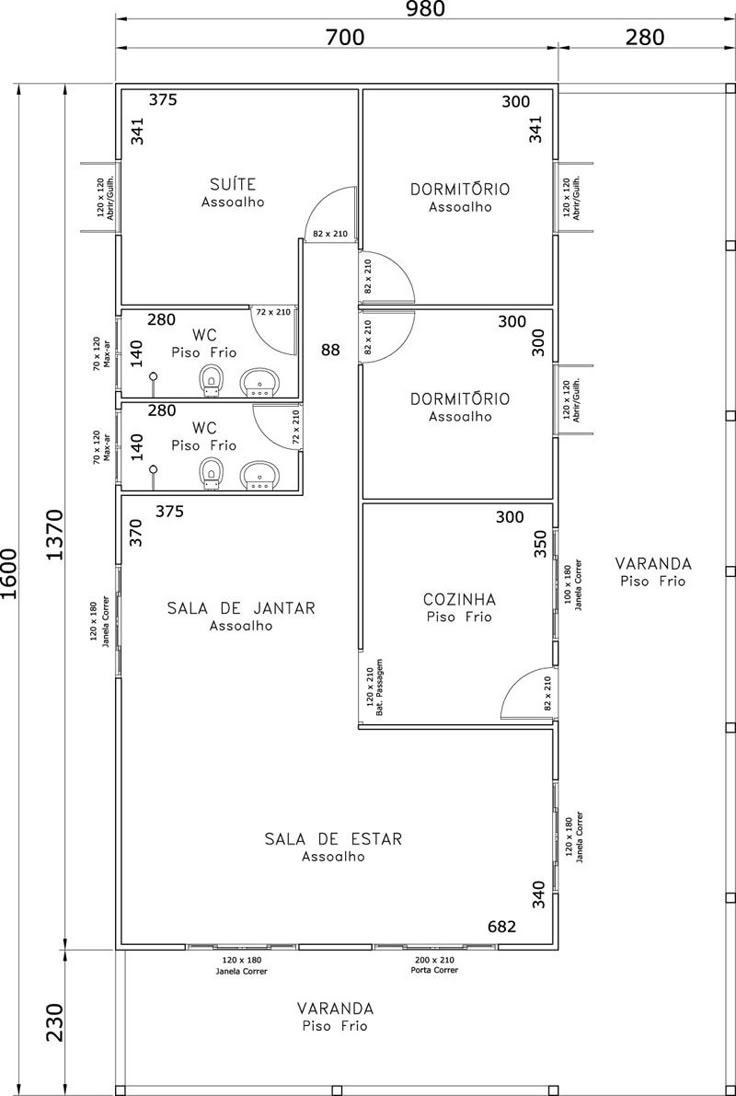 980
700
280
375
341
SUÍTE
Assoalho
120 x 120
Abrir/Guilh.
82 x 210
300
341
DORMITÓRIO
Assoalho
120 x 120
Abrir/Guilh.
82 x 210
280
72 x 210
WC
Piso Frio
140
70 x 120
Max-ar
88
82 x 210
300
300
DORMITÓRIO
Assoalho
120 x 120
Abrir/Guilh.
280
WC
Piso Frio
140
72 x 210
70 x 120
Max-ar
375
370
1370
1600
SALA DE JANTAR
Assoalho
120 x 180
Janela Correr
300
350
COZINHA
Piso Frio
100 x 180
Janela Correr
120 x 210
Bat. Passagem
82 x 210
VARANDA
Piso Frio
SALA DE ESTAR
Assoalho
120 x 180
Janela Correr
340
682
120 x 180
Janela Correr
200 x 210
Porta Correr
230
VARANDA
Piso Frio